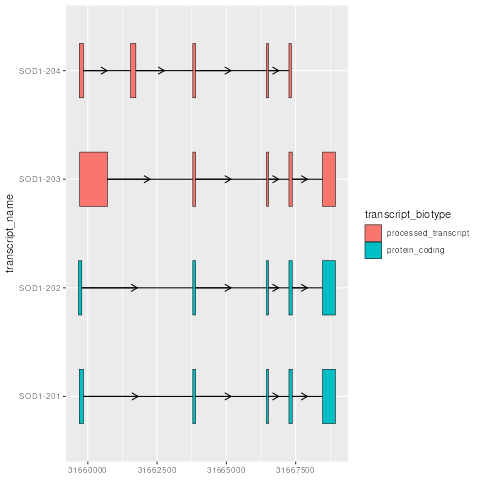 SOD1-204
SOD1-203
SOD1-202
SOD1-201
transcript_name
31660000
31662500
31665000
31667500
transcript_biotype
processed_transcript
protein_coding